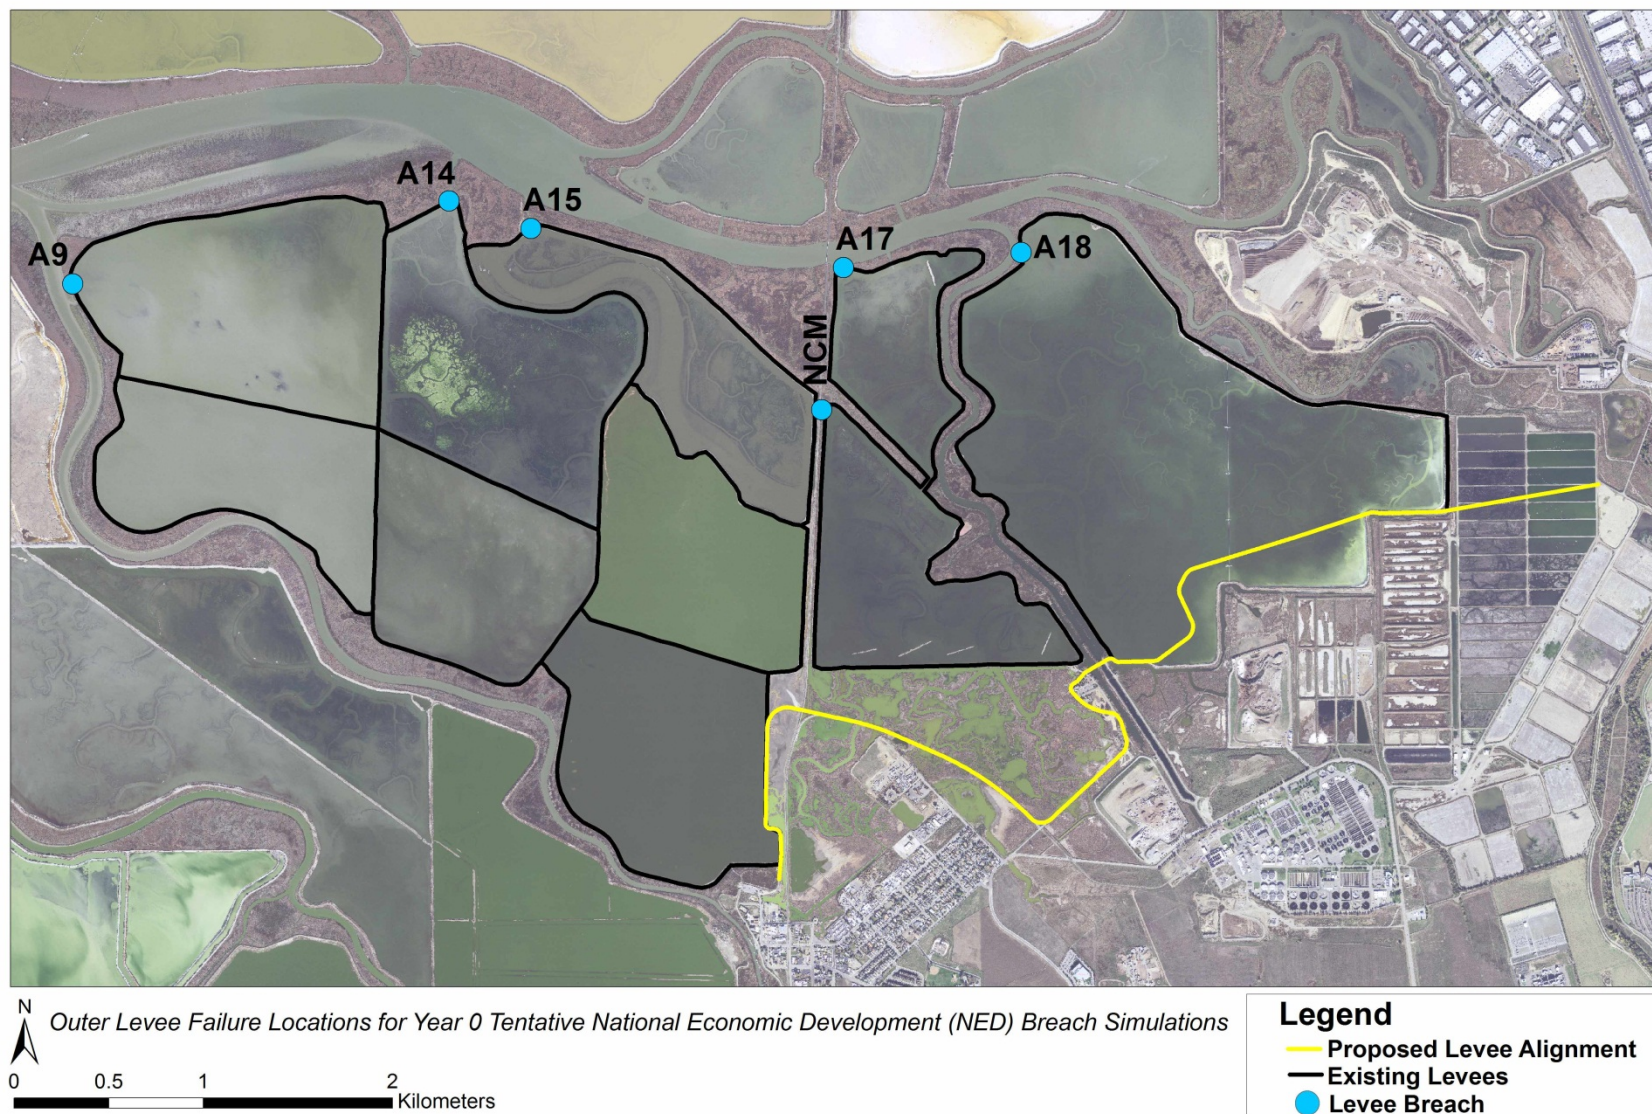 A14
A15
A9
A17
A18
NCM
N
Outer Levee Failure Locations for Year 0 Tentative National Economic Development (NED) Breach Simulations
0 0.5 1 2
Kilometers
Legend
Proposed Levee Alignment
Existing Levees
Levee Breach